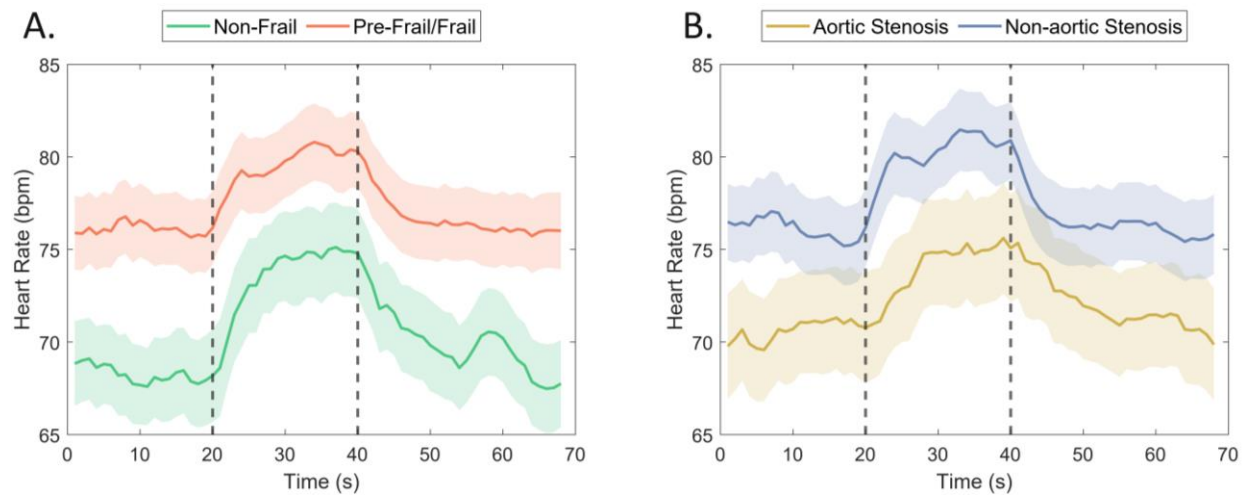 A.
Non-Frail Pre-Frail/Frail
85
80
75
70
65
Heart Rate (bpm)
0 10 20 30 40 50 60 70
Time (s)
B.
Aortic Stenosis Non-aortic Stenosis
85
80
75
70
65
Heart Rate (bpm)
0 10 20 30 40 50 60 70
Time (s)